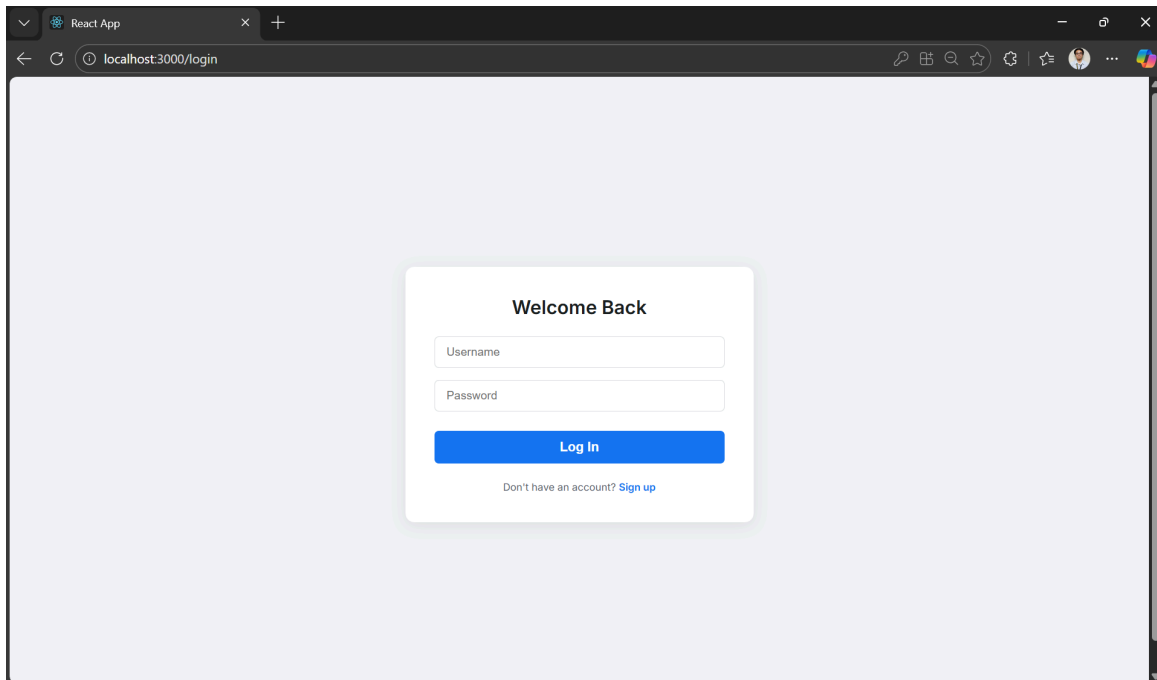 React App
localhost:3000/login
Welcome Back
Username
Password
Log In
Don't have an account? Sign up